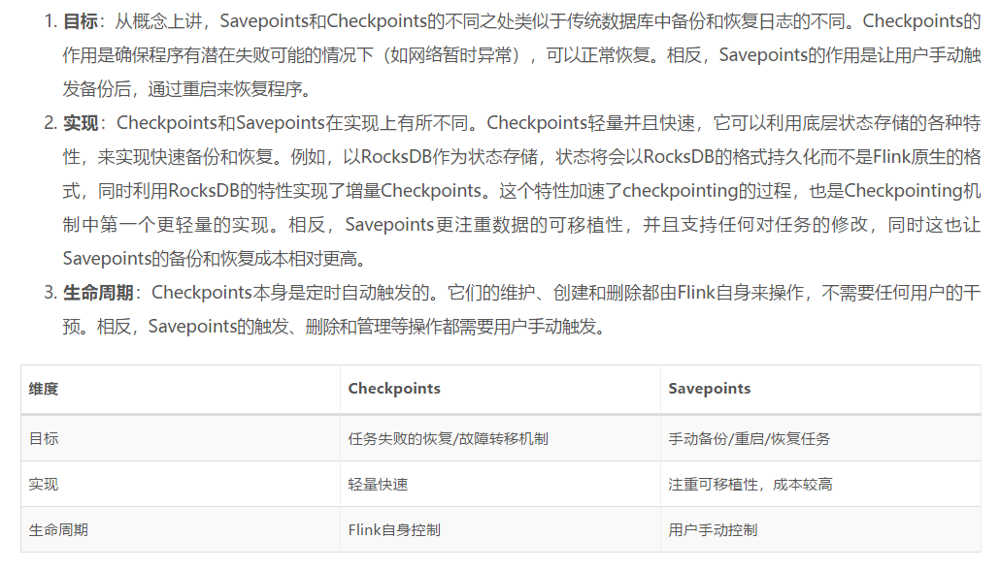 1. 目标：从概念上讲，Savepoints和Checkpoints的不同之处类似于传统数据库中备份和恢复日志的不同。Checkpoints的
作用是确保程序有潜在失败可能的情况下（如网络暂时异常），可以正常恢复。相反，Savepoints的作用是让用户手动触
发备份后，通过重启来恢复程序。
2. 实现：Checkpoints和Savepoints在实现上有所不同。Checkpoints轻量并且快速，它可以利用底层状态存储的各种特
性，来实现快速备份和恢复。例如，以RocksDB作为状态存储，状态将会以RocksDB的格式持久化而不是Flink原生的格
式，同时利用RocksDB的特性实现了增量Checkpoints。这个特性加速了checkpointing的过程，也是Checkpointing机
制中第一个更轻量的实现。相反，Savepoints更注重数据的可移植性，并且支持任何对任务的修改，同时这也让
Savepoints的备份和恢复成本相对更高。
3. 生命周期：Checkpoints本身是定时自动触发的。它们的维护、创建和删除都由Flink自身来操作，不需要任何用户的干
预。相反，Savepoints的触发、删除和管理等操作都需要用户手动触发。
维度 Checkpoints Savepoints
目标 任务失败的恢复/故障转移机制 手动备份/重启/恢复任务
实现 轻量快速 注重可移植性，成本较高
生命周期 Flink自身控制 用户手动控制